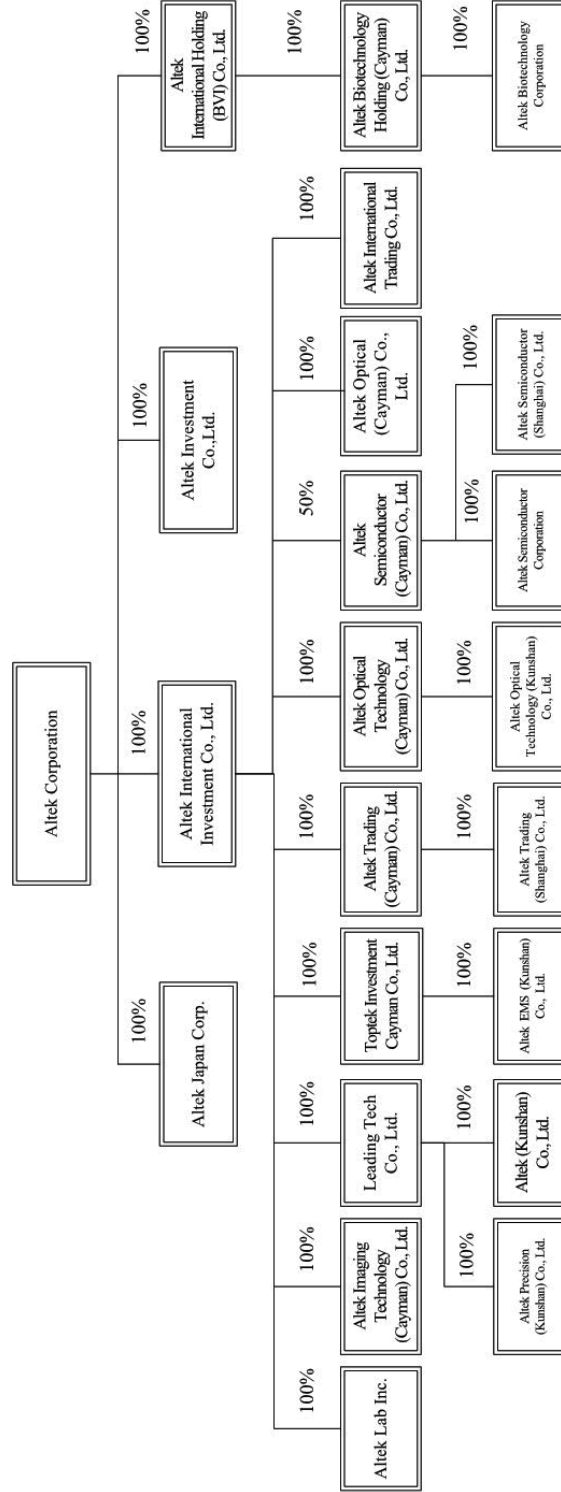 Altek Corporation
100%
100%
100%
100%
Altek Japan Corp.
Altek International
Investment Co., Ltd.
Altek Investment
Co.,Ltd.
Altek
International Holding
(BVI) Co., Ltd.
100%
100%
100%
100%
100%
100%
50%
100%
100%
100%
Altek Lab Inc.
Altek Imaging
Technology
(Cayman) Co., Ltd.
Leading Tech
Co., Ltd.
Toptek Investment
Cayman Co., Ltd.
Altek Trading
(Cayman) Co., Ltd.
Altek Optical
Technology
(Cayman) Co., Ltd.
Altek
Semiconductor
(Cayman) Co., Ltd.
Altek Optical
(Cayman) Co.,
Ltd.
Altek International
Trading Co., Ltd.
Altek Biotechnology
Holding (Cayman)
Co., Ltd.
100%
100%
100%
100%
100%
100%
100%
100%
Altek Precision
(Kunshan) Co., Ltd.
Altek (Kunshan)
Co., Ltd.
Altek EMS (Kunshan)
Co., Ltd.
Altek Trading
(Shanghai) Co., Ltd.
Altek Optical
Technology (Kunshan)
Co., Ltd.
Altek Semiconductor
Corporation
Altek Semiconductor
(Shanghai) Co., Ltd.
Altek Biotechnology
Corporation